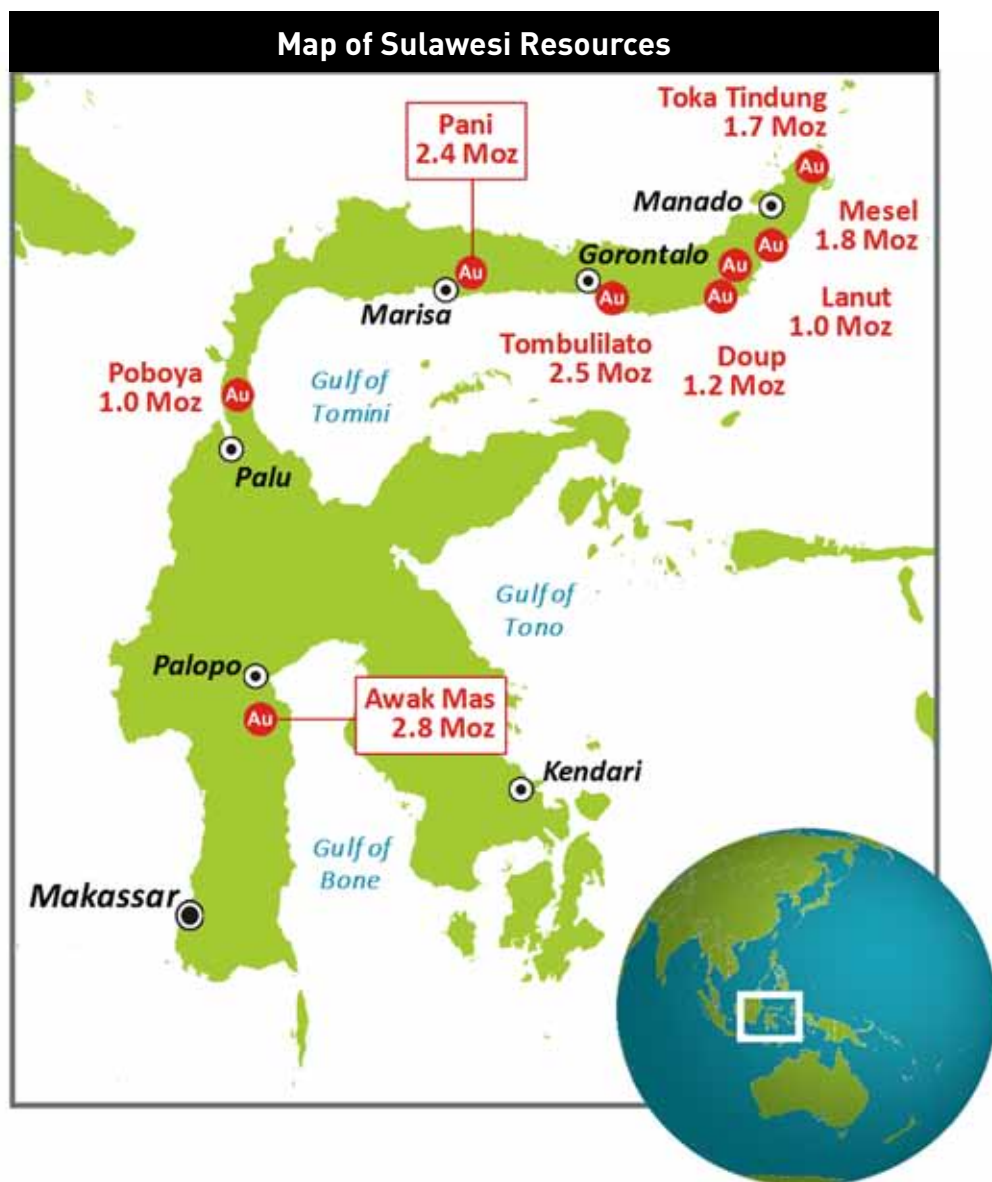 Map of Sulawesi Resources
Toka Tindung
1.7 Moz
Pani
2.4 Moz
Au
Manado
Mesel
1.8 Moz
Au
Gorontalo
Au
Au
Marisa
Au
Au
Lanut
1.0 Moz
Tombulilato
2.5 Moz
Doup
1.2 Moz
Poboya
1.0 Moz
Au
Gulf of
Tomini
Palu
Gulf of
Tono
Palopo
Au
Awak Mas
2.8 Moz
Kendari
Gulf of
Bone
Makassar